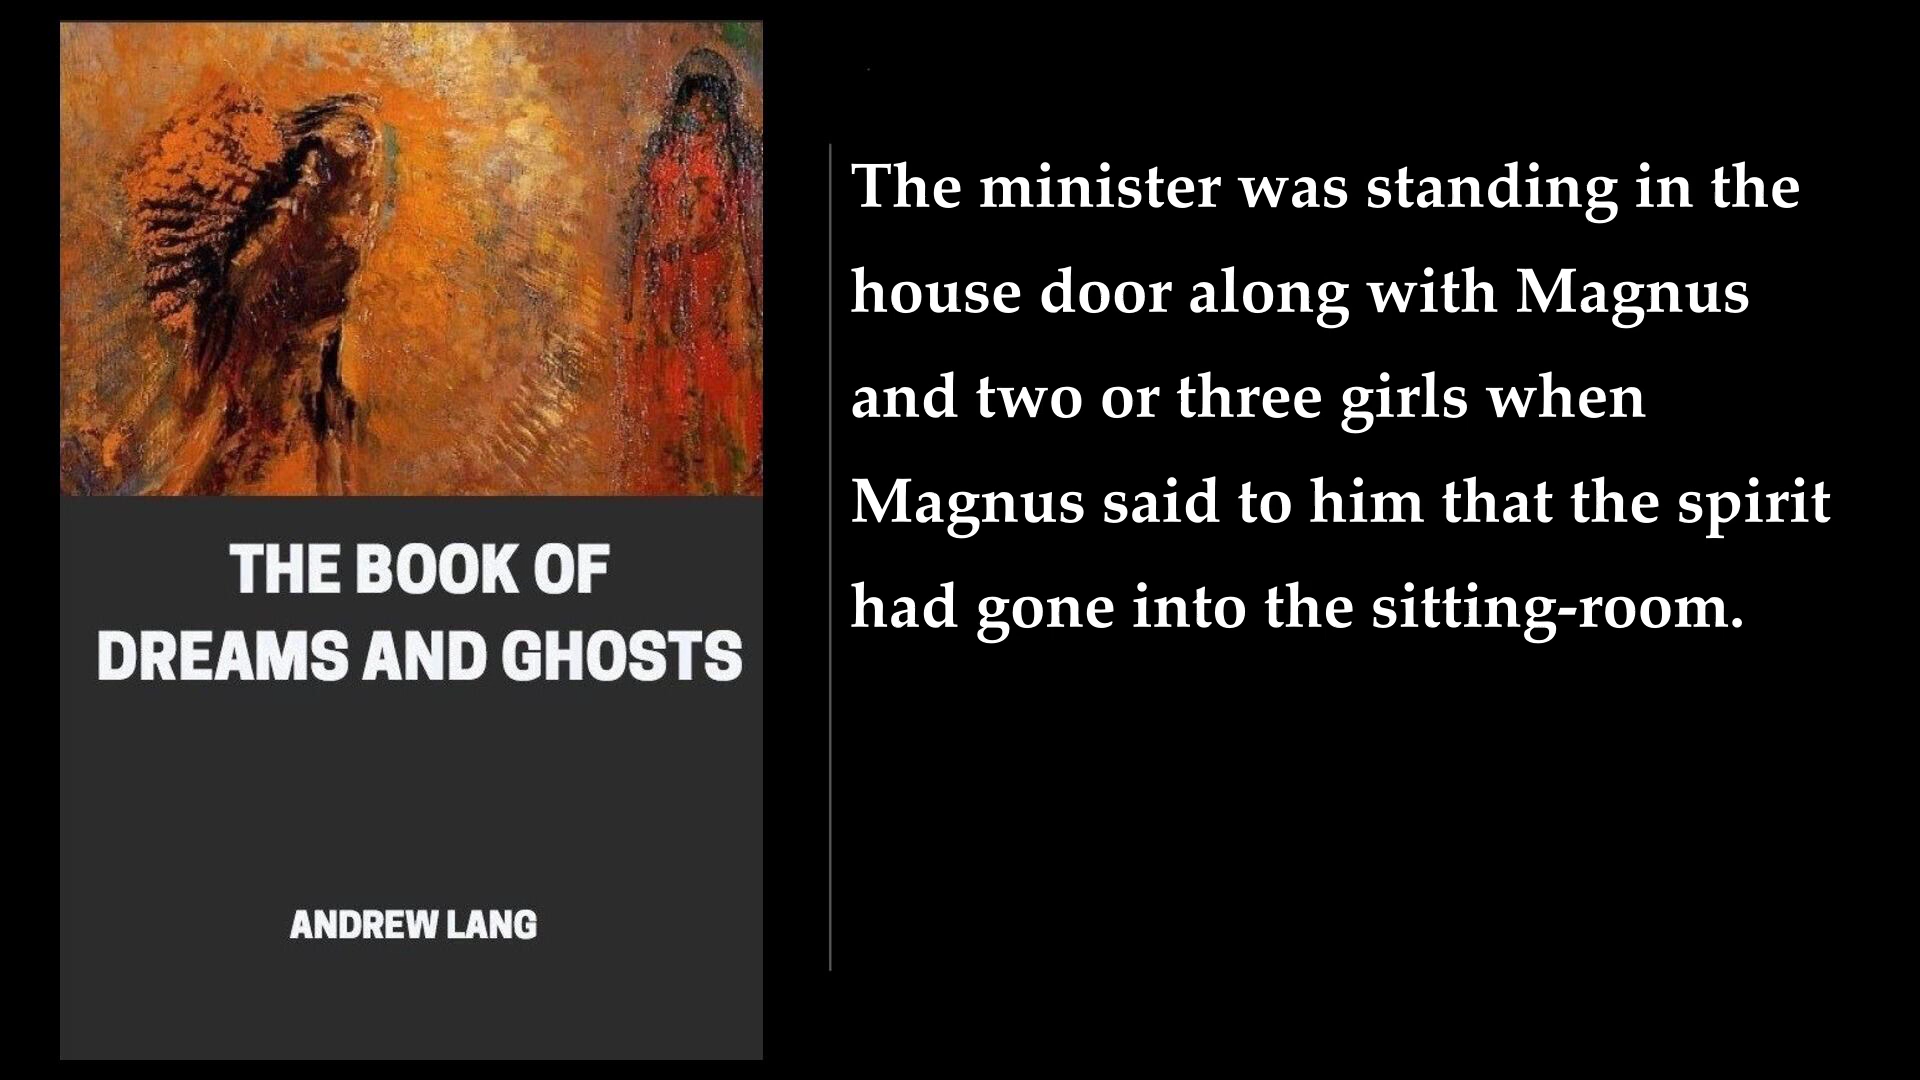 THE BOOK OF
DREAMS AND GHOSTS
ANDREW LANG
The minister was standing in the
house door along with Magnus
and two or three girls when
Magnus said to him that the spirit
had gone into the sitting-room.